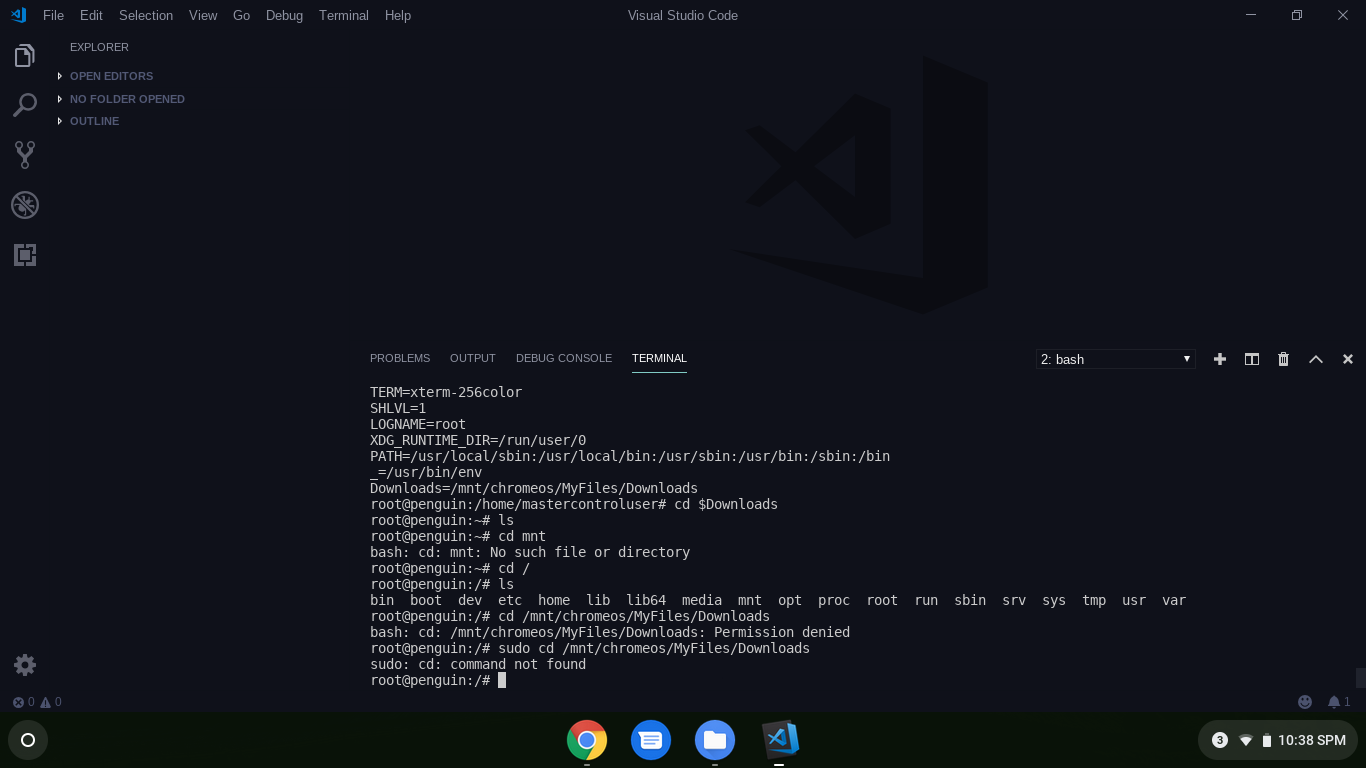 File Edit Selection View Go Debug Terminal Help
Visual Studio Code
EXPLORER
OPEN EDITORS
NO FOLDER OPENED
OUTLINE
PROBLEMS OUTPUT DEBUG CONSOLE TERMINAL
2: bash
TERM=xterm-256color
SHLVL=1
LOGNAME=root
XDG_RUNTIME_DIR=/run/user/0
PATH=/usr/local/sbin:/usr/local/bin:/usr/sbin:/usr/bin:/sbin:/bin
_=/usr/bin/env
Downloads=/mnt/chromeos/MyFiles/Downloads
root@penguin:/home/mastercontroluser# cd $Downloads
root@penguin:~# ls
root@penguin:~# cd mnt
bash: cd: mnt: No such file or directory
root@penguin:~# cd /
root@penguin:/# ls
bin boot dev etc home lib lib64 media mnt opt proc root run sbin srv sys tmp usr var
root@penguin:/# cd /mnt/chromeos/MyFiles/Downloads
bash: cd: /mnt/chromeos/MyFiles/Downloads: Permission denied
root@penguin:/# sudo cd /mnt/chromeos/MyFiles/Downloads
sudo: cd: command not found
root@penguin:/#
0 0
1
3 10:38 SPM